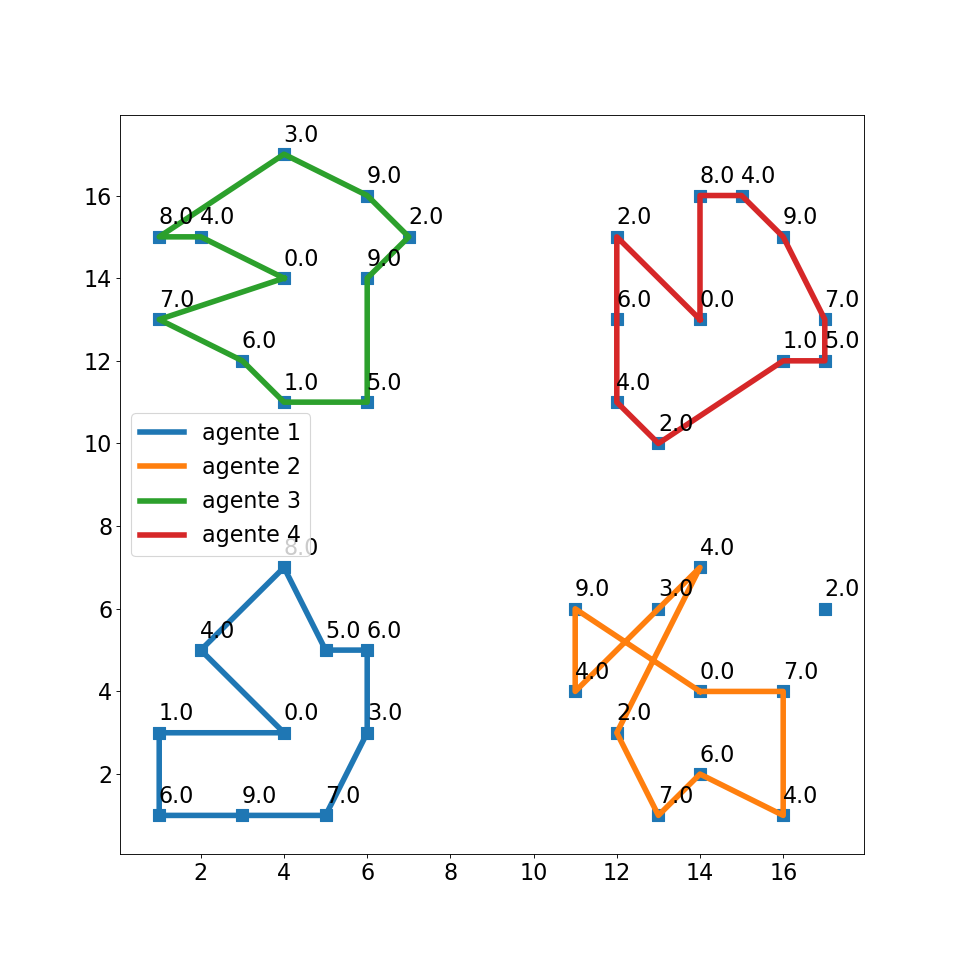 3.0
9.0
8.0 4.0
8.0 4.0 2.0 2.0 9.0
16
0.0 9.0
14
7.0 6.0 0.0 7.0
6.0 1.0 5.0
12
1.0 5.0 4.0
2.0
10
agente 1
agente 2
agente 3
agente 4
8
8.0 4.0
9.0 3.0 2.0
6
4.0 5.0 6.0
4.0 0.0 7.0
4
1.0 0.0 3.0 2.0
6.0
2
6.0 9.0 7.0 7.0 4.0
2 4 6 8 10 12 14 16